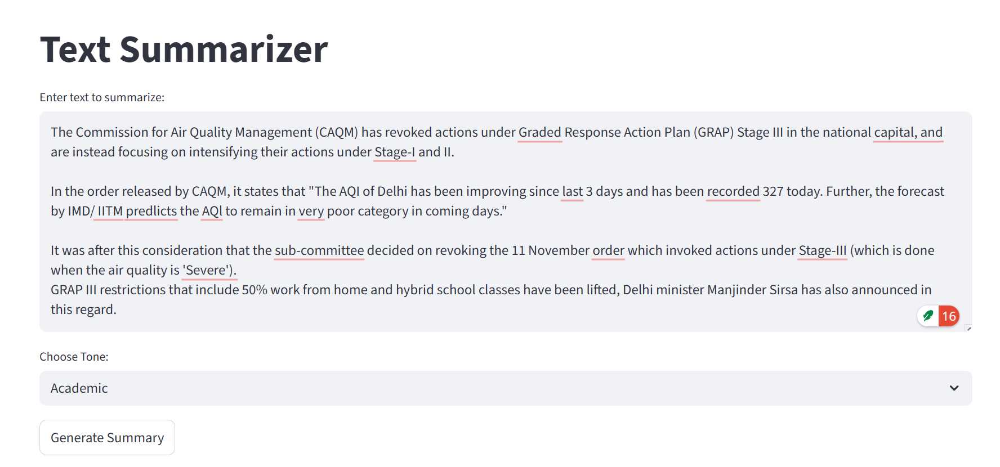 Text Summarizer
Enter text to summarize:
The Commission for Air Quality Management (CAQM) has revoked actions under Graded Response Action Plan (GRAP) Stage III in the national capital, and
are instead focusing on intensifying their actions under Stage-I and II.
In the order released by CAQM, it states that "The AQI of Delhi has been improving since last 3 days and has been recorded 327 today. Further, the forecast
by IMD/ IITM predlicts the AQl to remain in very poor category in coming days."
It was after this consideration that the sub-committee decided on revoking the 11 November order which invoked actions under Stage-III (which is done
when the air quality is 'Severe').
GRAP III restrictions that include 50% work from home and hybrid school classes have been lifted, Delhi minister Manjinder Sirsa has also announced in
this regard.
16
Choose Tone:
Academic
Generate Summary